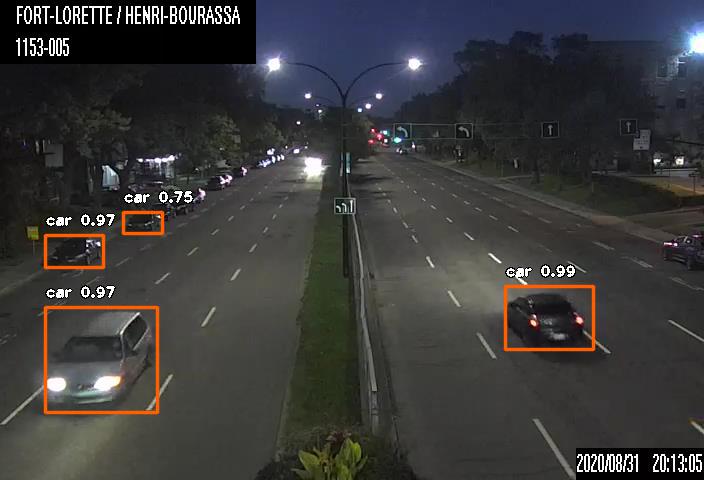 FORT-LORETTE / HENRI-BOURASSA
1153-005
car 0.75
car 0.97
car 0.99
car 0.97
2020/08/31 20:13:05